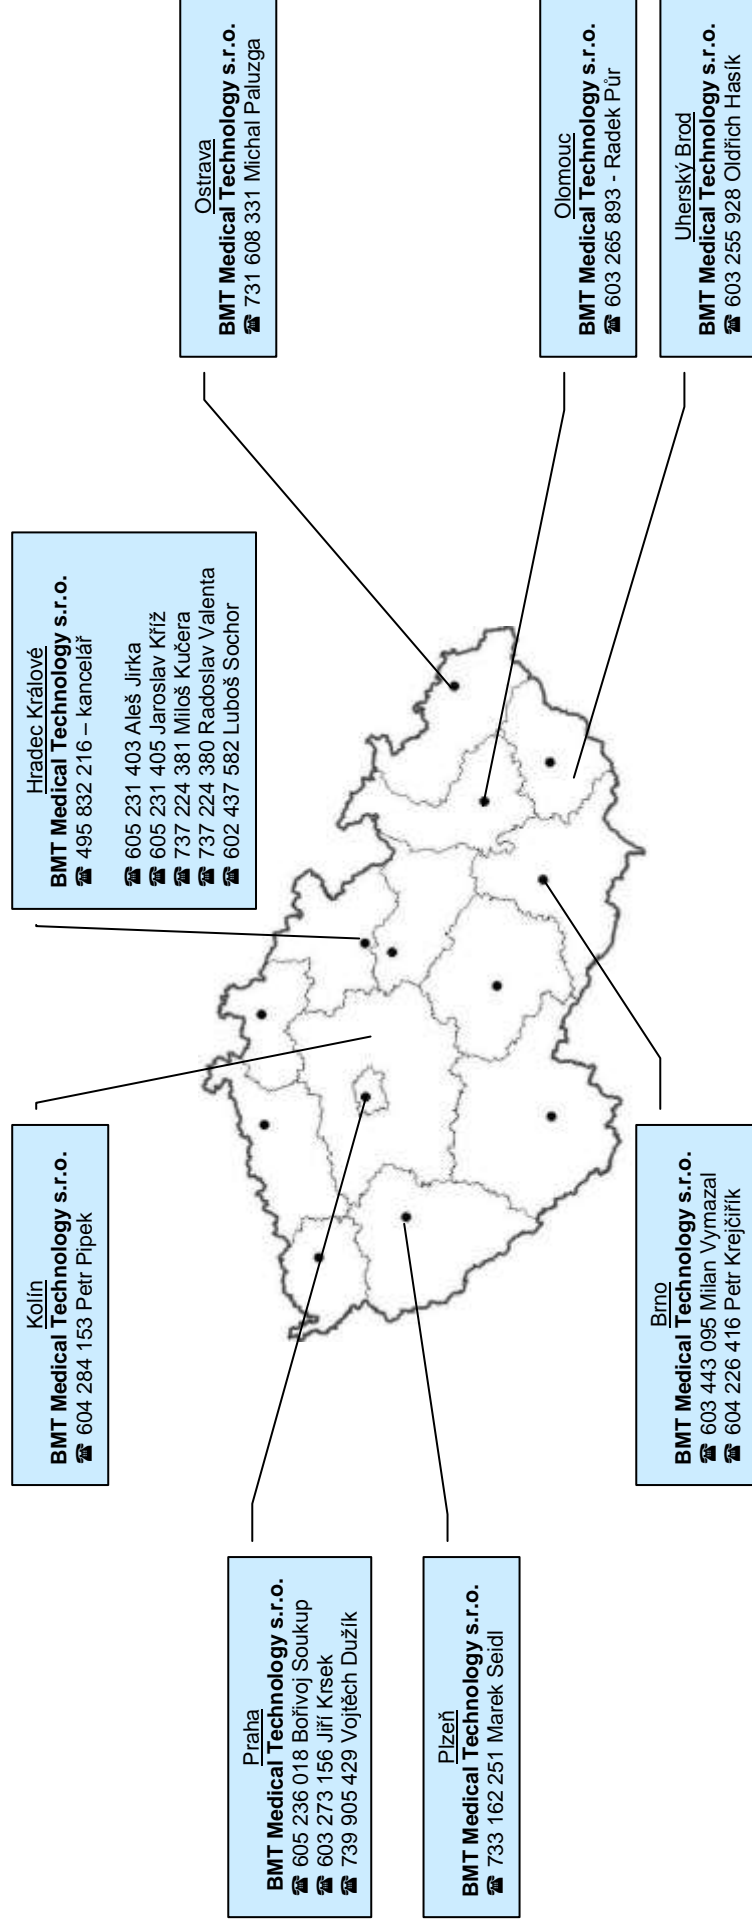 Kolín
BMT Medical Technology s.r.o.
☎ 604 284 153 Petr Pipek
Hradec Králové
BMT Medical Technology s.r.o.
☎ 495 832 216 – kancelář
☎ 605 231 403 Aleš Jirka
☎ 605 231 405 Jaroslav Kříž
☎ 737 224 381 Miloš Kučera
☎ 737 224 380 Radoslav Valenta
☎ 602 437 582 Luboš Sochor
Ostrava
BMT Medical Technology s.r.o.
☎ 731 608 331 Michal Paluzga
Praha
BMT Medical Technology s.r.o.
☎ 605 236 018 Bořivoj Soukup
☎ 603 273 156 Jiří Krsek
☎ 739 905 429 Vojtěch Dužík
Plzeň
BMT Medical Technology s.r.o.
☎ 733 162 251 Marek Seidl
Olomouc
BMT Medical Technology s.r.o.
☎ 603 265 893 - Radek Půr
Brno
BMT Medical Technology s.r.o.
☎ 603 443 095 Milan Vymazal
☎ 604 226 416 Petr Krejčiřík
Uherský Brod
BMT Medical Technology s.r.o.
☎ 603 255 928 Oldřich Hasík